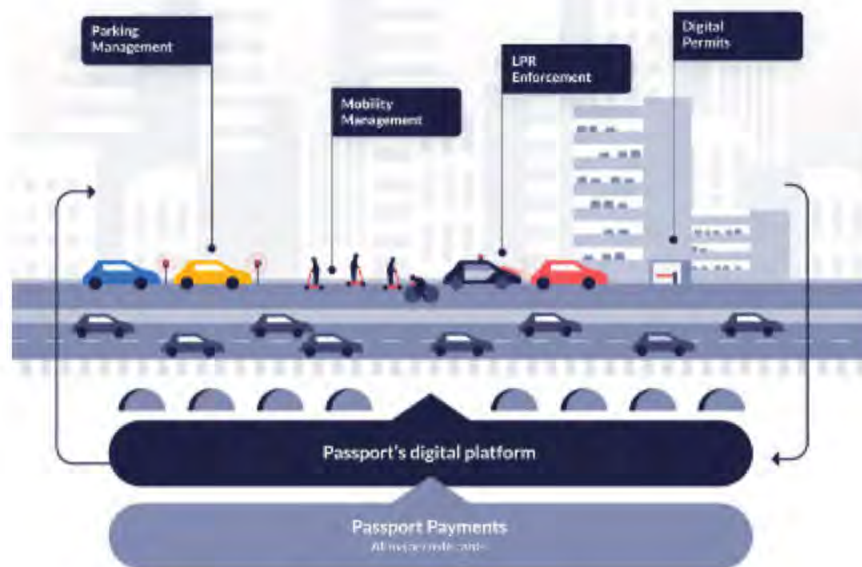 Parking
Management
Mobility
Management
LPR
Enforcement
Digital
Permits
Passport's digital platform
Passport Payments